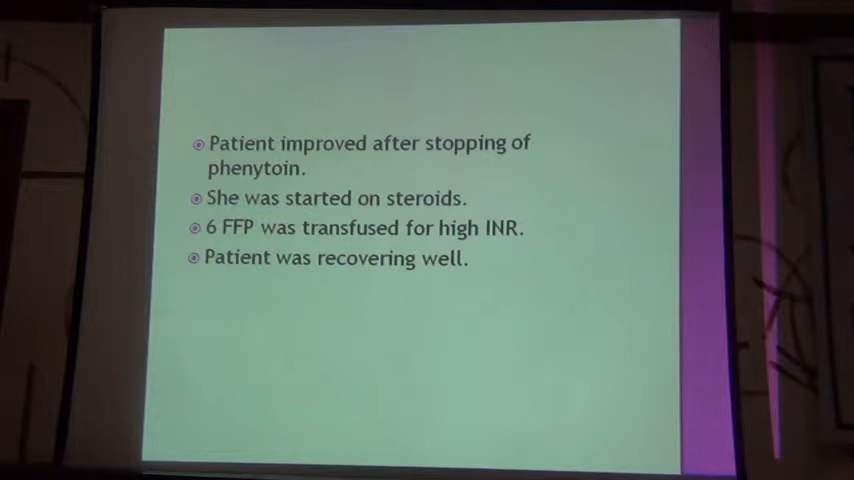 Patient improved after stopping of
phenytoin.
She was started on steroids.
6 FFP was transfused for high INR.
Patient was recovering well.